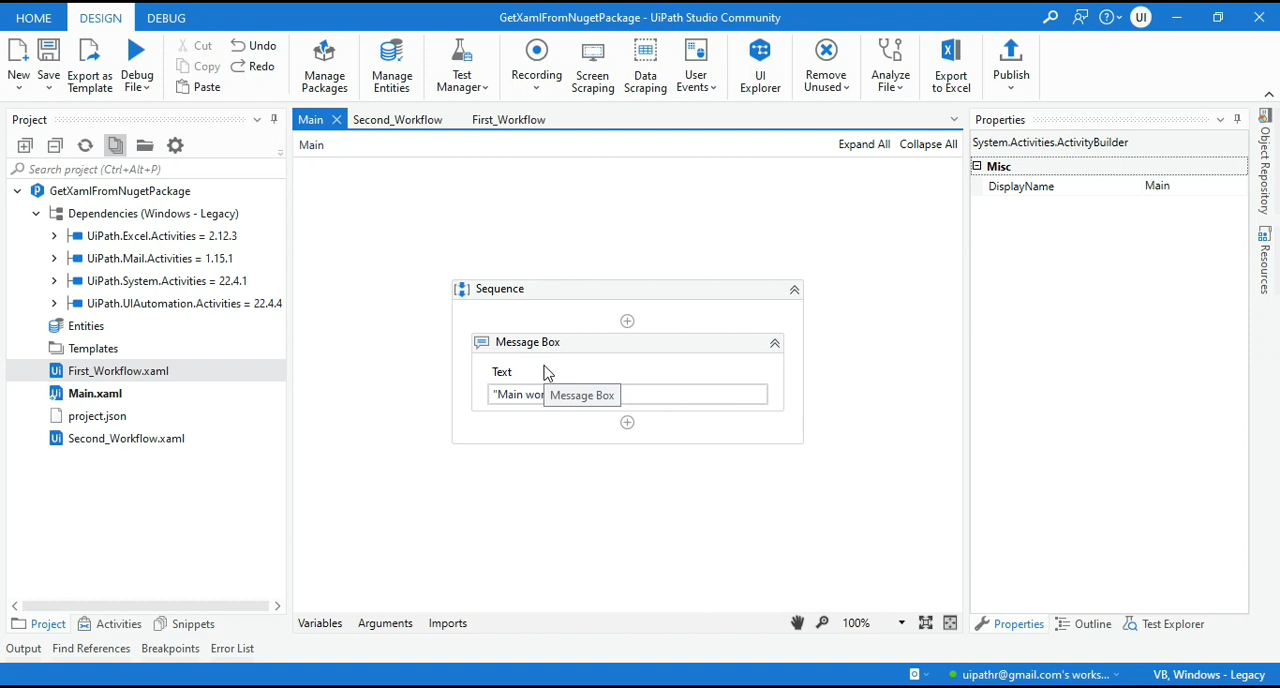 HOME DESIGN DEBUG GetXamlFromNugetPackage - UiPath Studio Community UI
New Save Export as Template Debug File Cut Copy Paste Undo Redo Manage Packages Manage Entities Test Manager Recording Screen Scraping Data Scraping User Events UI Explorer Remove Unused Analyze File Export to Excel Publish
Project
Search project (Ctrl+Alt+P)
GetXamlFromNugetPackage
Dependencies (Windows - Legacy)
UiPath.Excel.Activities = 2.12.3
UiPath.Mail.Activities = 1.15.1
UiPath.System.Activities = 22.4.1
UiPath.UIAutomation.Activities = 22.4.4
Entities
Templates
First_Workflow.xaml
Main.xaml
project.json
Second_Workflow.xaml
Project Activities Snippets
Main Second_Workflow First_Workflow
Main Expand All Collapse All
Sequence
Message Box
Text
"Main wor
Message Box
Variables Arguments Imports 100%
Properties
System.Activities.ActivityBuilder
Misc
DisplayName Main
Properties Outline Test Explorer
Object Repository
Resources
Output Find References Breakpoints Error List
uipathr@gmail.com's works... VB, Windows - Legacy